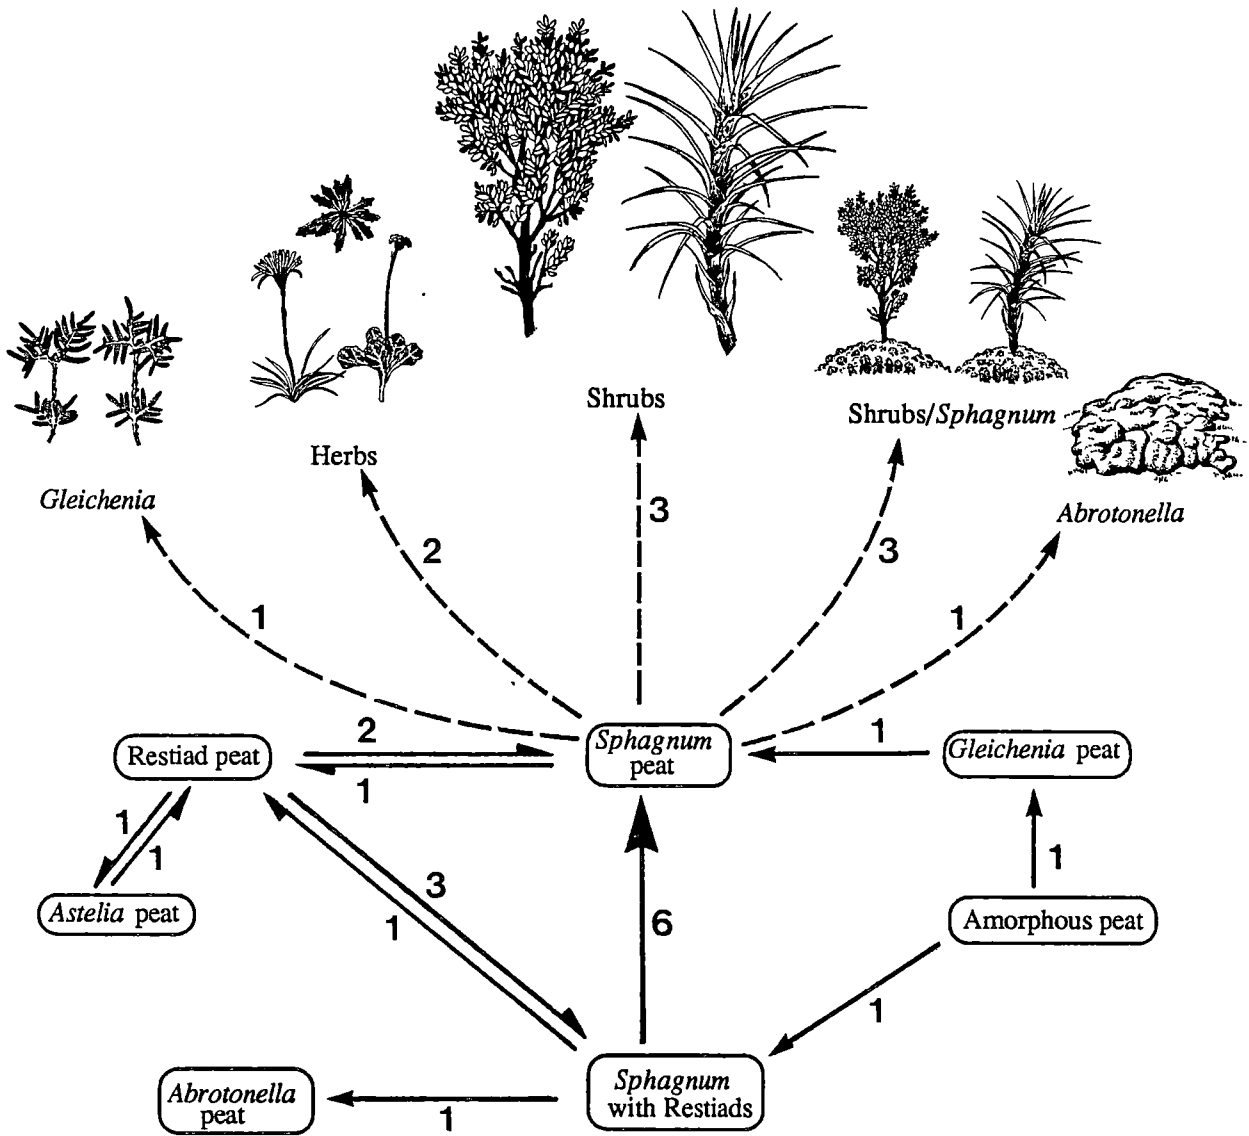 Shrubs
Shrubs/Sphagnum
Herbs
Gleichenia
Abrotonella
3
2
3
1
1
2
1
Restiad peat
Sphagnum
peat
Gleichenia peat
1
1
1
1
3
1
6
Astelia peat
Amorphous peat
1
Abrotonella
peat
1
Sphagnum
with Restiads